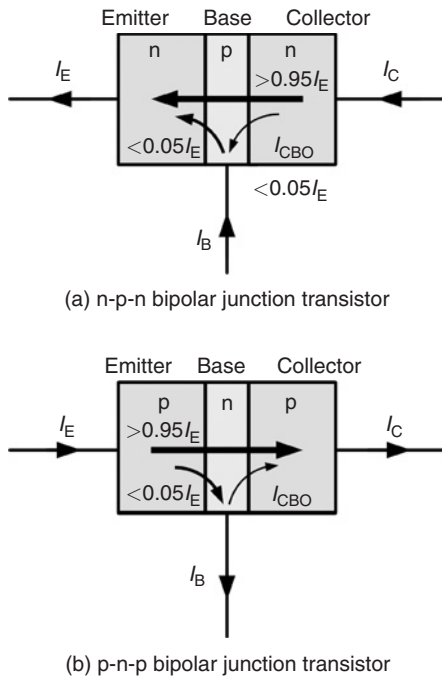 Emitter Base Collector
n p n
I_E I_C
>0.95I_E
<0.05I_E I_CBO
<0.05I_E
I_B
(a) n-p-n bipolar junction transistor
Emitter Base Collector
p n p
I_E >0.95I_E I_C
<0.05I_E I_CBO
I_B
(b) p-n-p bipolar junction transistor